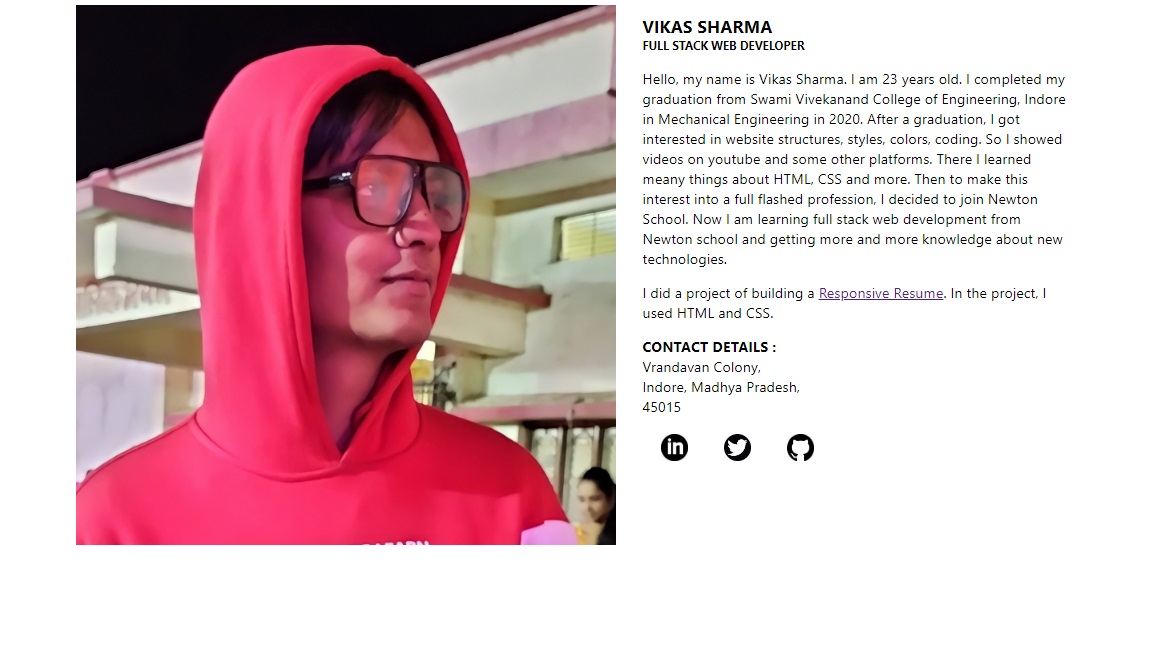 VIKAS SHARMA
FULL STACK WEB DEVELOPER
Hello, my name is Vikas Sharma. I am 23 years old. I completed my
graduation from Swami Vivekanand College of Engineering, Indore
in Mechanical Engineering in 2020. After a graduation, I got
interested in website structures, styles, colors, coding. So I showed
videos on youtube and some other platforms. There I learned
meany things about HTML, CSS and more. Then to make this
interest into a full flashed profession, I decided to join Newton
School. Now I am learning full stack web development from
Newton school and getting more and more knowledge about new
technologies.
I did a project of building a Responsive Resume. In the project, I
used HTML and CSS.
CONTACT DETAILS :
Vrandavan Colony,
Indore, Madhya Pradesh,
45015
in